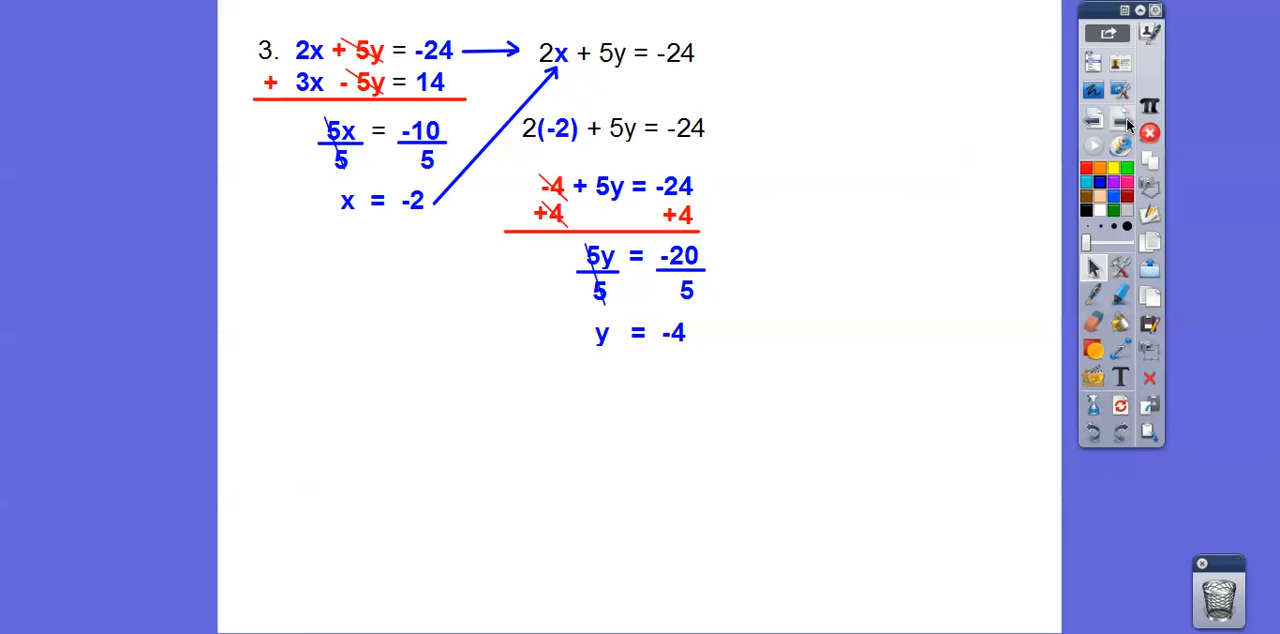 3. 2x + 5y = -24
+ 3x - 5y = 14
5x = -10
5 5
x = -2
2x + 5y = -24
2(-2) + 5y = -24
-4 + 5y = -24
+4 +4
5y = -20
5 5
y = -4
π
T